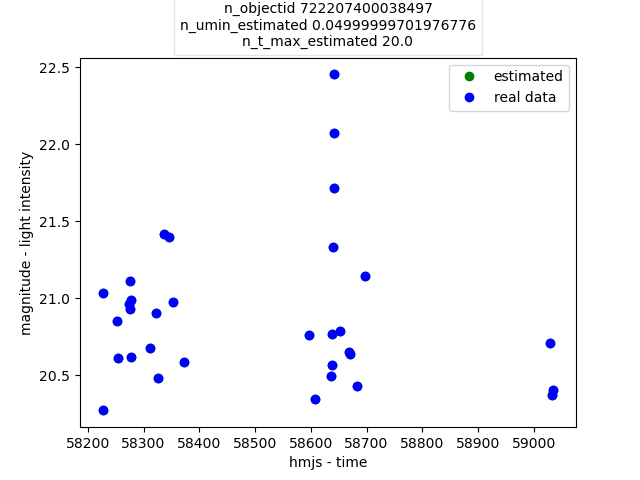 n_objectid 722207400038497
n_umin_estimated 0.04999999701976776
n_t_max_estimated 20.0
estimated
real data
magnitude - light intensity
22.5
22.0
21.5
21.0
20.5
58200 58300 58400 58500 58600 58700 58800 58900 59000
hmjs - time